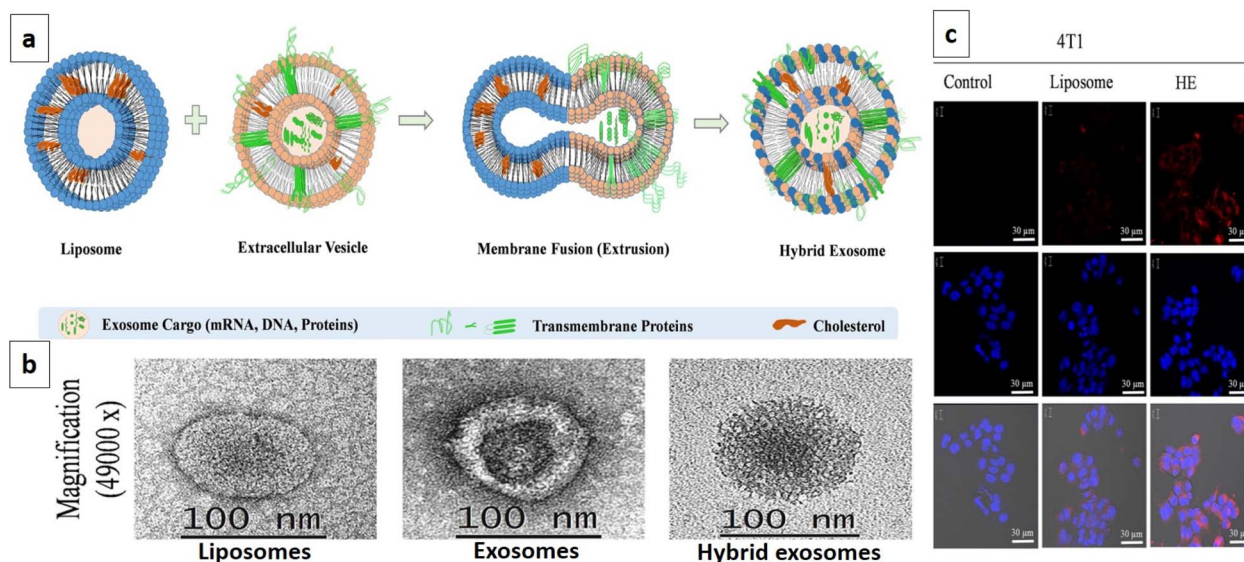 a
Liposome
Extracellular Vesicle
Membrane Fusion (Extrusion)
Hybrid Exosome
Exosome Cargo (mRNA, DNA, Proteins)
Transmembrane Proteins
Cholesterol
b
Magnification
(49000 x)
100 nm
Liposomes
100 nm
Exosomes
100 nm
Hybrid exosomes
c
4T1
Control
Liposome
HE
30 µm
30 µm
30 µm
30 µm
30 µm
30 µm
30 µm
30 µm
30 µm